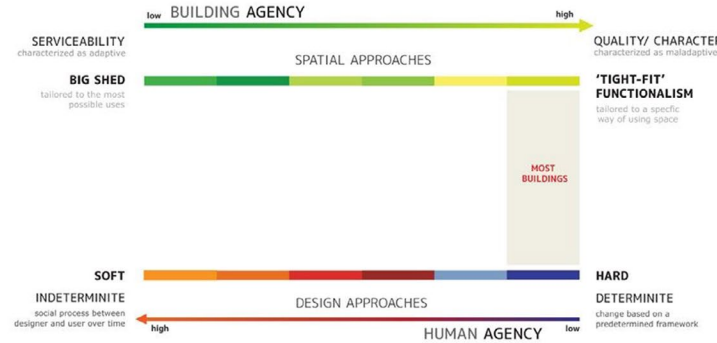 low BUILDING AGENCY high
SERVICEABILITY
characterized as adaptive
QUALITY/ CHARACTER
characterized as maladaptive
SPATIAL APPROACHES
BIG SHED
tailored to the most
possible uses
'TIGHT-FIT'
FUNCTIONALISM
tailored to a specfic
way of using space
MOST
BUILDINGS
SOFT
HARD
INDETERMINITE
social process between
designer and user over time
DETERMINITE
change based on a
predetermined framework
DESIGN APPROACHES
high HUMAN AGENCY low